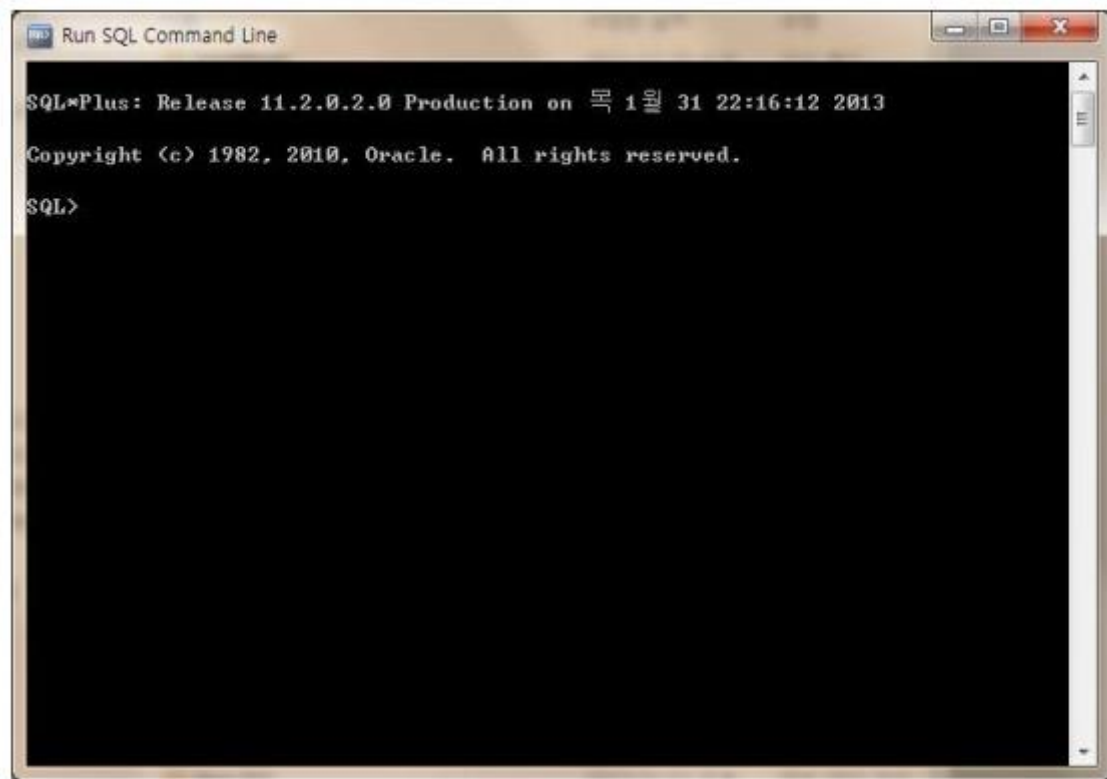 Run SQL Command Line
SQL*Plus: Release 11.2.0.2.0 Production on 목 1월 31 22:16:12 2013
Copyright (c) 1982, 2010, Oracle.  All rights reserved.
SQL>